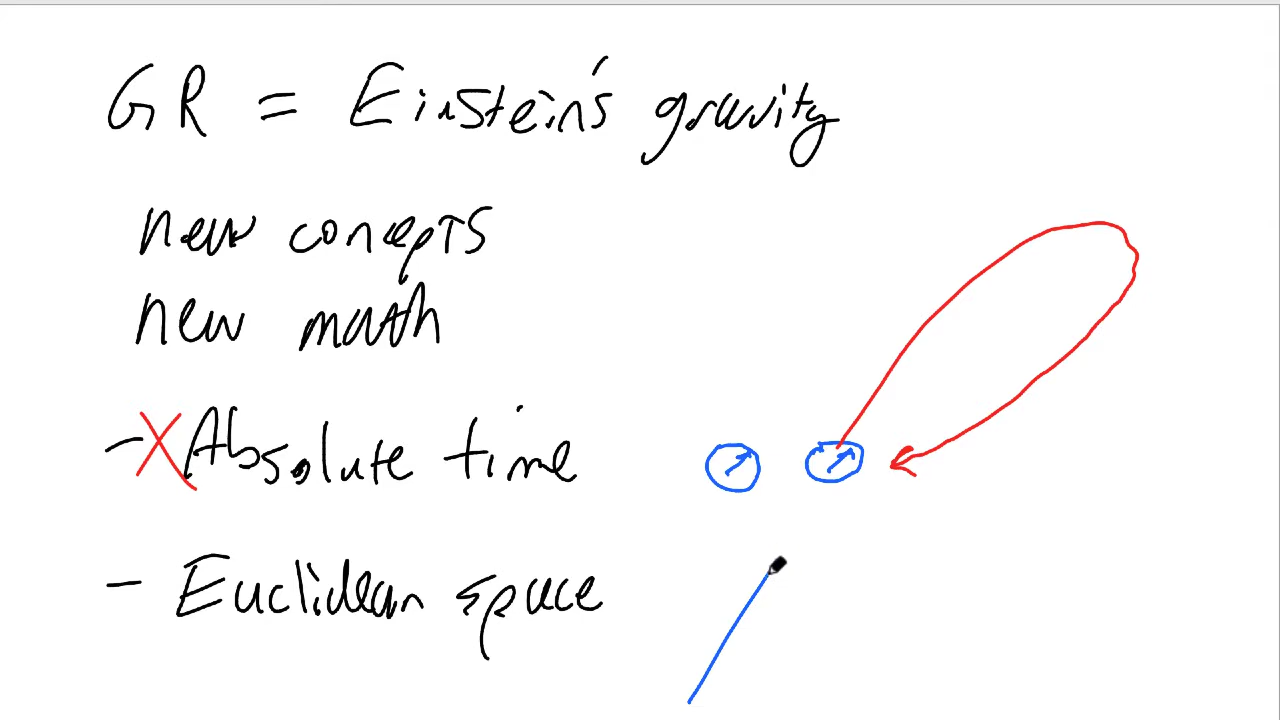 GR = Einstein's gravity
new concepts
new math
- X Absolute time
- Euclidean space